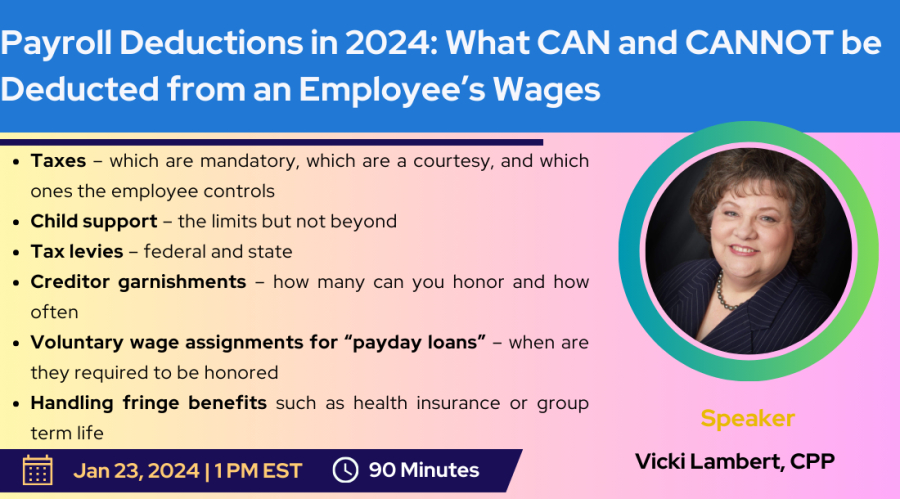 Payroll Deductions in 2024: What CAN and CANNOT be
Deducted from an Employee’s Wages
• Taxes – which are mandatory, which are a courtesy, and which
ones the employee controls
• Child support – the limits but not beyond
• Tax levies – federal and state
• Creditor garnishments – how many can you honor and how
often
• Voluntary wage assignments for “payday loans” – when are
they required to be honored
• Handling fringe benefits such as health insurance or group
term life
Jan 23, 2024 | 1 PM EST
90 Minutes
Speaker
Vicki Lambert, CPP